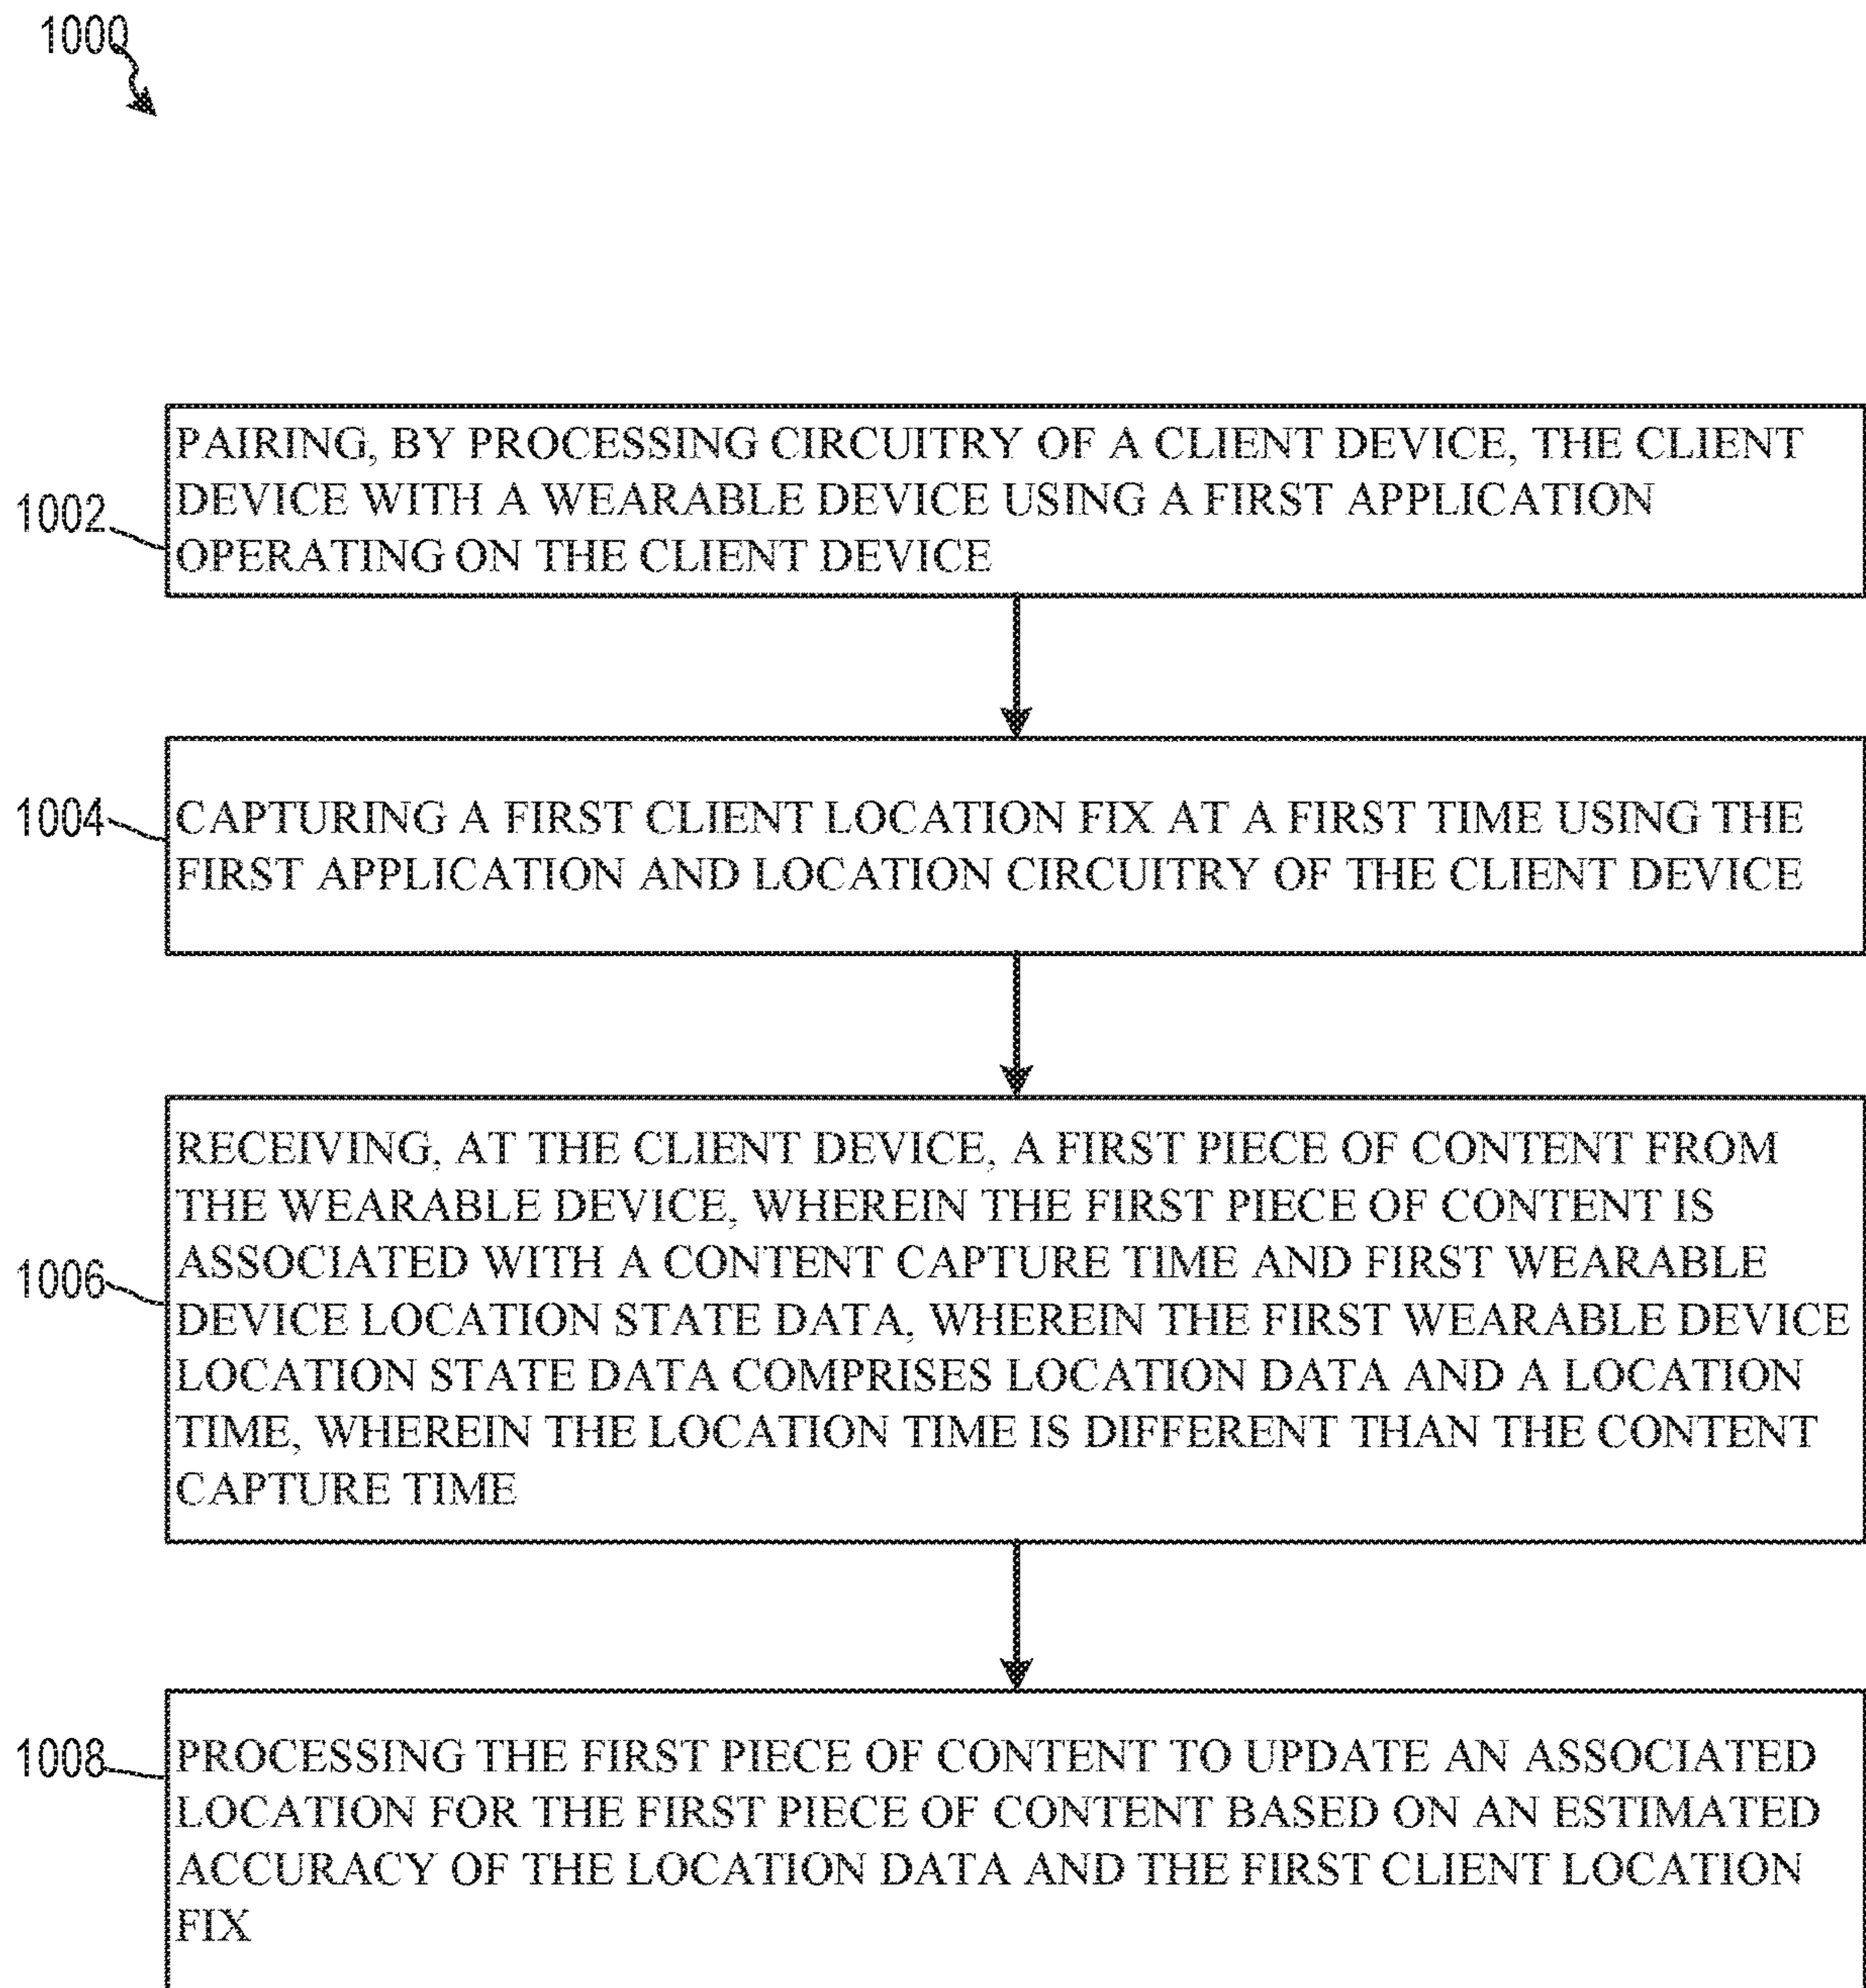 1000
PAIRING, BY PROCESSING CIRCUITRY OF A CLIENT DEVICE, THE CLIENT
DEVICE WITH A WEARABLE DEVICE USING A FIRST APPLICATION
OPERATING ON THE CLIENT DEVICE
1002
CAPTURING A FIRST CLIENT LOCATION FIX AT A FIRST TIME USING THE
FIRST APPLICATION AND LOCATION CIRCUITRY OF THE CLIENT DEVICE
1004
RECEIVING, AT THE CLIENT DEVICE, A FIRST PIECE OF CONTENT FROM
THE WEARABLE DEVICE, WHEREIN THE FIRST PIECE OF CONTENT IS
ASSOCIATED WITH A CONTENT CAPTURE TIME AND FIRST WEARABLE
DEVICE LOCATION STATE DATA, WHEREIN THE FIRST WEARABLE DEVICE
LOCATION STATE DATA COMPRISES LOCATION DATA AND A LOCATION
TIME, WHEREIN THE LOCATION TIME IS DIFFERENT THAN THE CONTENT
CAPTURE TIME
1006
PROCESSING THE FIRST PIECE OF CONTENT TO UPDATE AN ASSOCIATED
LOCATION FOR THE FIRST PIECE OF CONTENT BASED ON AN ESTIMATED
ACCURACY OF THE LOCATION DATA AND THE FIRST CLIENT LOCATION
FIX
1008